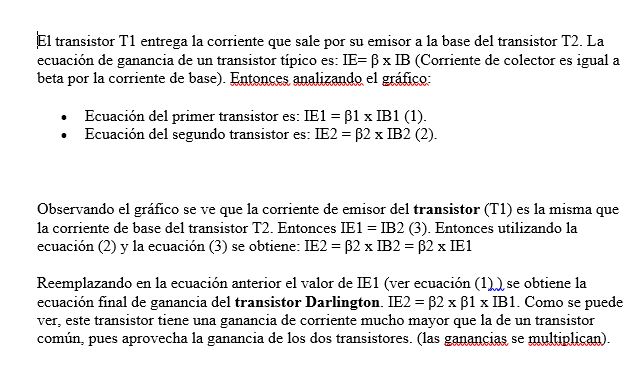 El transistor T1 entrega la corriente que sale por su emisor a la base del transistor T2. La
ecuación de ganancia de un transistor típico es: IE= β x IB (Corriente de colector es igual a
beta por la corriente de base). Entonces analizando el gráfico:
• Ecuación del primer transistor es: IE1 = β1 x IB1 (1).
• Ecuación del segundo transistor es: IE2 = β2 x IB2 (2).
Observando el gráfico se ve que la corriente de emisor del transistor (T1) es la misma que
la corriente de base del transistor T2. Entonces IE1 = IB2 (3). Entonces utilizando la
ecuación (2) y la ecuación (3) se obtiene: IE2 = β2 x IB2 = β2 x IE1
Reemplazando en la ecuación anterior el valor de IE1 (ver ecuación (1) ) se obtiene la
ecuación final de ganancia del transistor Darlington. IE2 = β2 x β1 x IB1. Como se puede
ver, este transistor tiene una ganancia de corriente mucho mayor que la de un transistor
común, pues aprovecha la ganancia de los dos transistores. (las ganancias se multiplican).